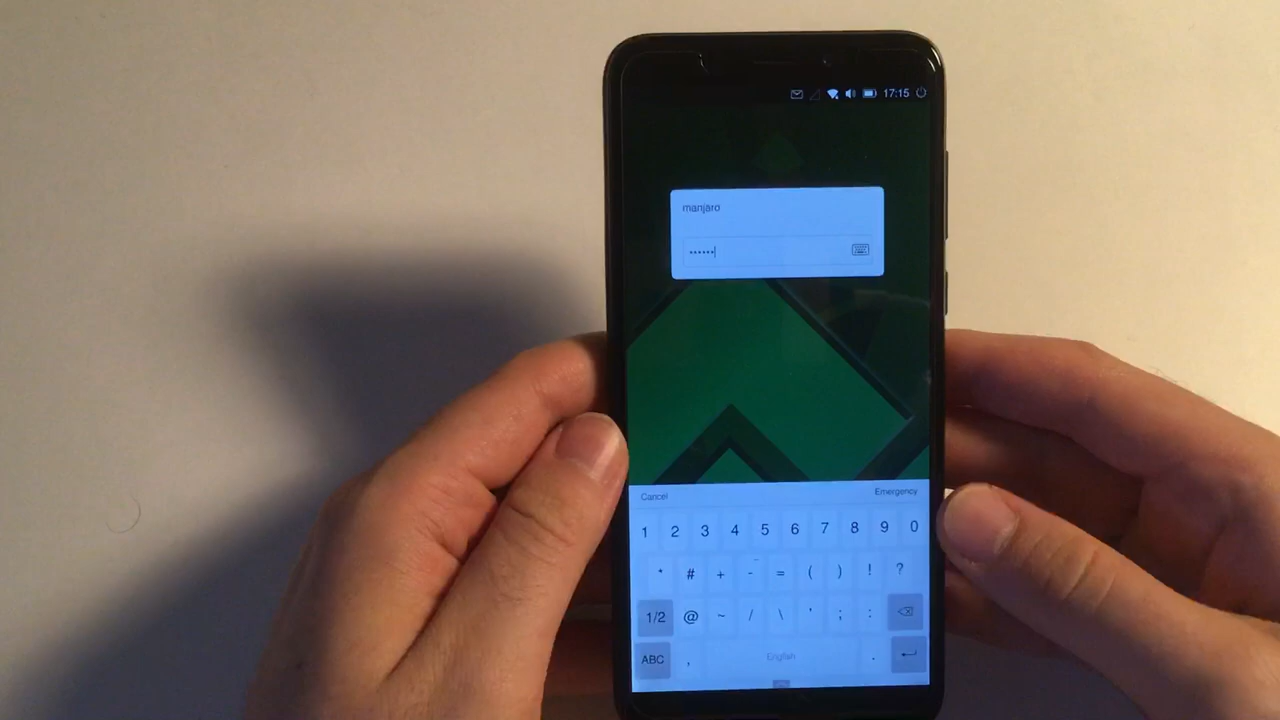 17:15
manjaro
••••••
Cancel Emergency
1 2 3 4 5 6 7 8 9 0
* # + - = ( ) ! ?
1/2 @ ~ / \ ' ; :
ABC , English .